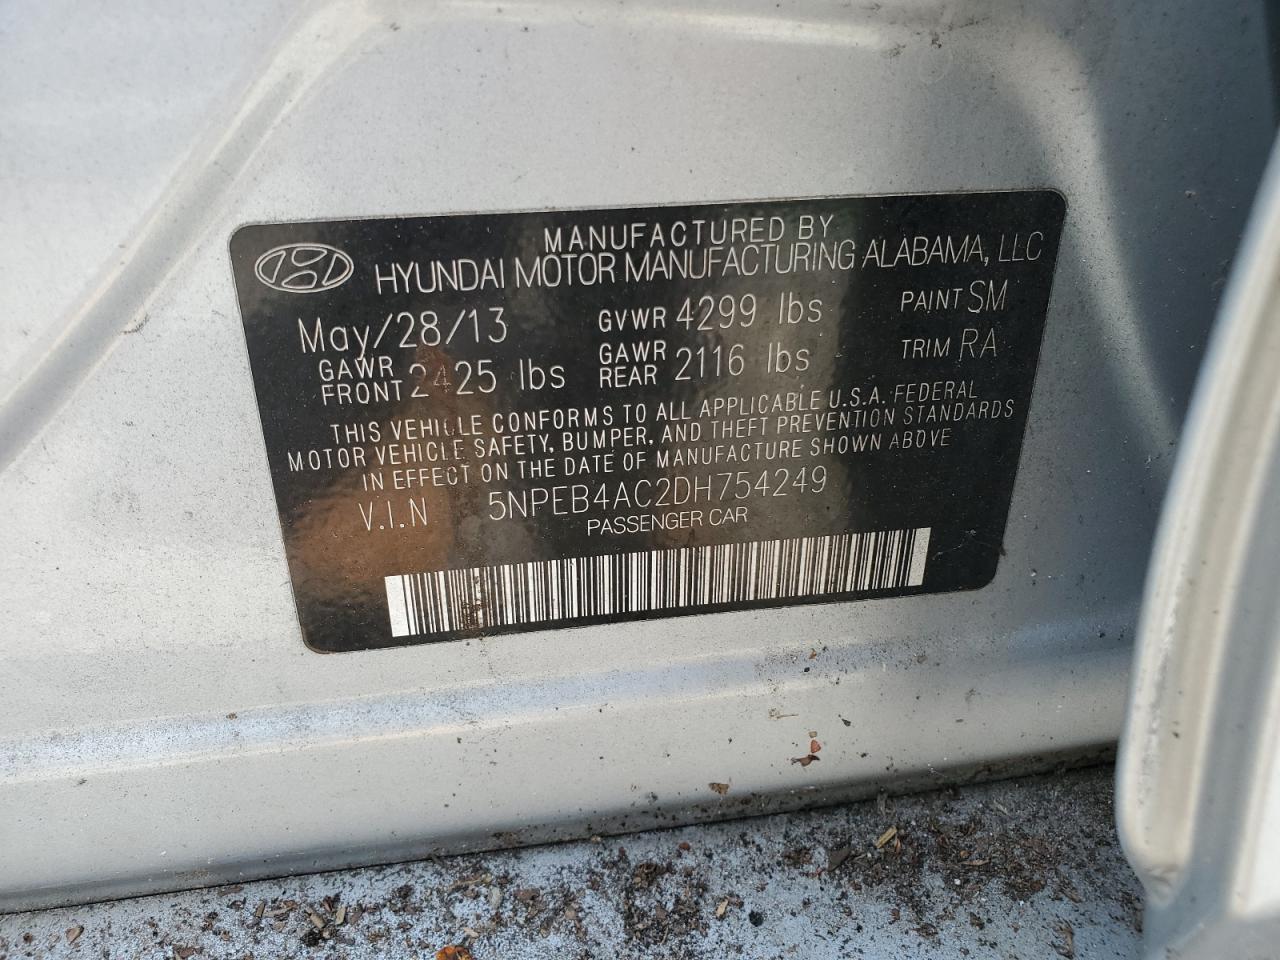 MANUFACTURED BY
HYUNDAI MOTOR MANUFACTURING ALABAMA, LLC
May/28/13 GVWR 4299 lbs PAINT SM
GAWR FRONT 2425 lbs GAWR REAR 2116 lbs TRIM RA
THIS VEHICLE CONFORMS TO ALL APPLICABLE U.S.A. FEDERAL
MOTOR VEHICLE SAFETY, BUMPER, AND THEFT PREVENTION STANDARDS
IN EFFECT ON THE DATE OF MANUFACTURE SHOWN ABOVE
V.I.N 5NPEB4AC2DH754249
PASSENGER CAR